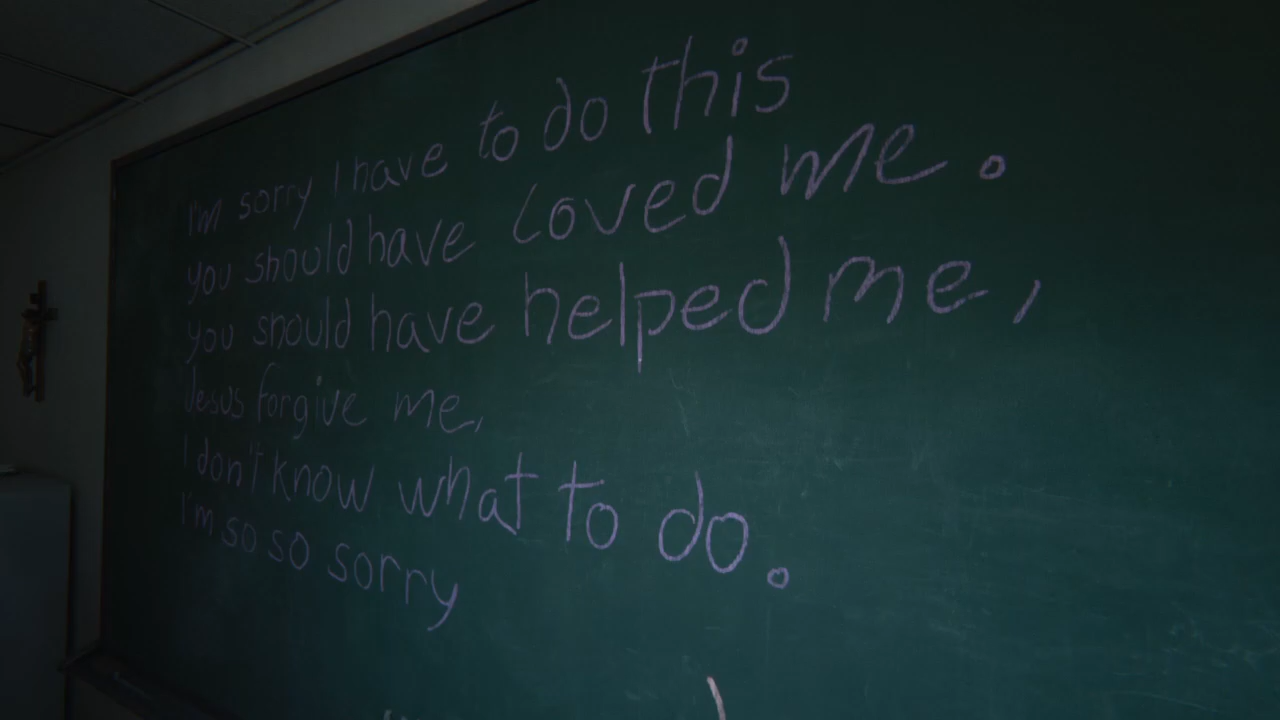 I'm sorry I have to do this
you should have Loved me.
you should have helped me,
Jesus forgive me,
I don't know what to do.
I'm so so sorry